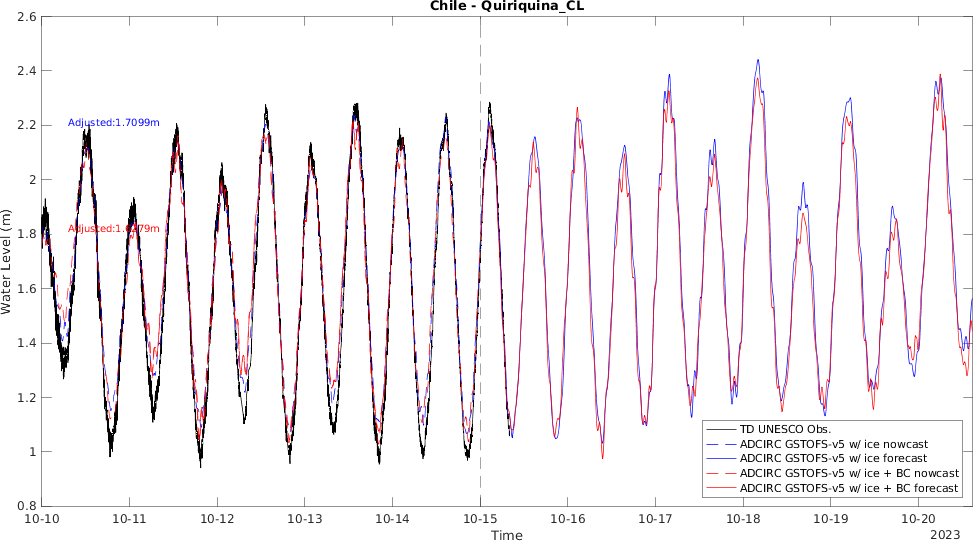 Chile - Quiriquina_CL
2.6
2.4
2.2
2
1.8
1.6
1.4
1.2
1
0.8
Water Level (m)
Adjusted:1.7099m
TD UNESCO Obs.
ADCIRC GSTOFS-v5 w/ ice nowcast
ADCIRC GSTOFS-v5 w/ ice forecast
ADCIRC GSTOFS-v5 w/ ice + BC nowcast
ADCIRC GSTOFS-v5 w/ ice + BC forecast
10-10 10-11 10-12 10-13 10-14 10-15 10-16 10-17 10-18 10-19 10-20
Time
2023